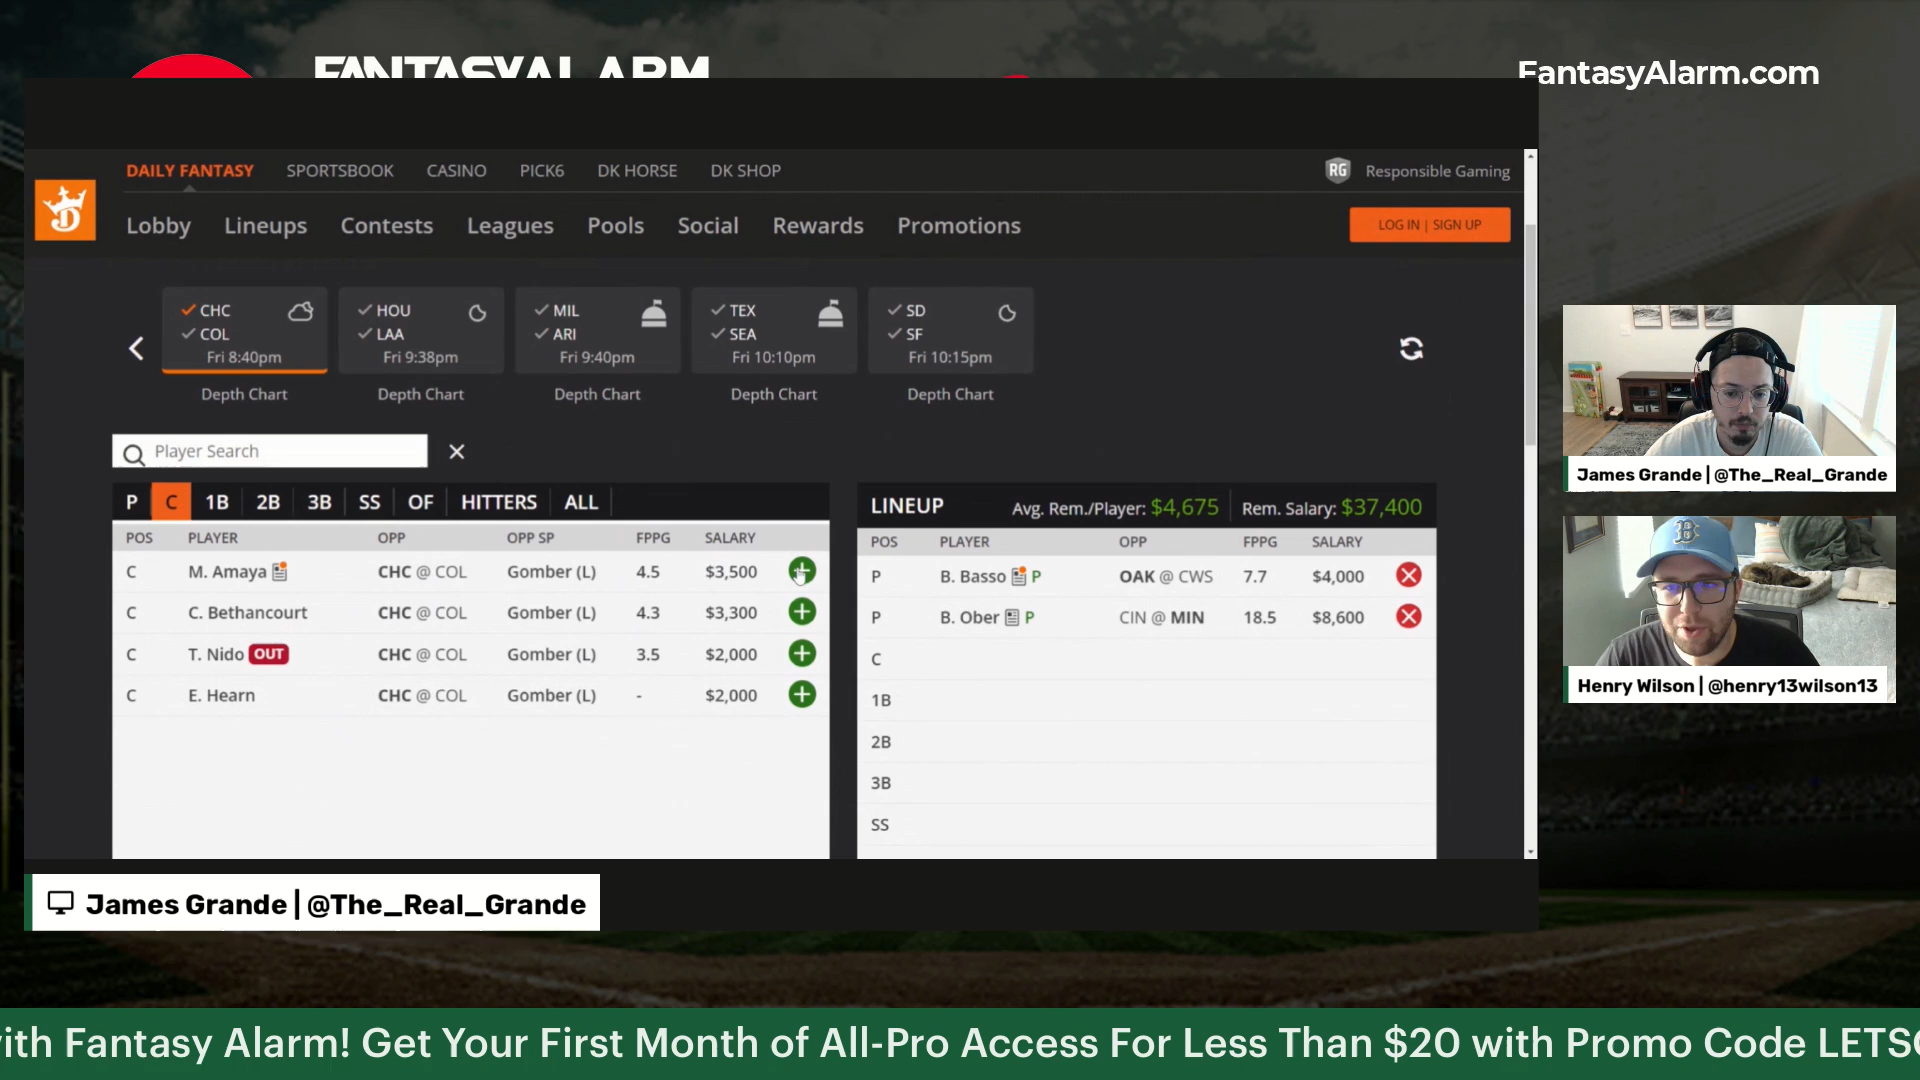 FANTASYALARM
FantasyAlarm.com
DAILY FANTASY SPORTSBOOK CASINO PICK6 DK HORSE DK SHOP
RG Responsible Gaming
D
Lobby Lineups Contests Leagues Pools Social Rewards Promotions
LOG IN | SIGN UP
CHC
COL
Fri 8:40pm
Depth Chart
HOU
LAA
Fri 9:38pm
Depth Chart
MIL
ARI
Fri 9:40pm
Depth Chart
TEX
SEA
Fri 10:10pm
Depth Chart
SD
SF
Fri 10:15pm
Depth Chart
Player Search
P C 1B 2B 3B SS OF HITTERS ALL
POS PLAYER OPP OPP SP FPPG SALARY
C M. Amaya CHC @ COL Gomber (L) 4.5 $3,500
C C. Bethancourt CHC @ COL Gomber (L) 4.3 $3,300
C T. Nido OUT CHC @ COL Gomber (L) 3.5 $2,000
C E. Hearn CHC @ COL Gomber (L) - $2,000
LINEUP Avg. Rem./Player: $4,675 Rem. Salary: $37,400
POS PLAYER OPP FPPG SALARY
P B. Basso P OAK @ CWS 7.7 $4,000
P B. Ober P CIN @ MIN 18.5 $8,600
C
1B
2B
3B
SS
B
James Grande | @The_Real_Grande
Henry Wilson | @henry13wilson13
James Grande | @The_Real_Grande
ith Fantasy Alarm! Get Your First Month of All-Pro Access For Less Than $20 with Promo Code LETS